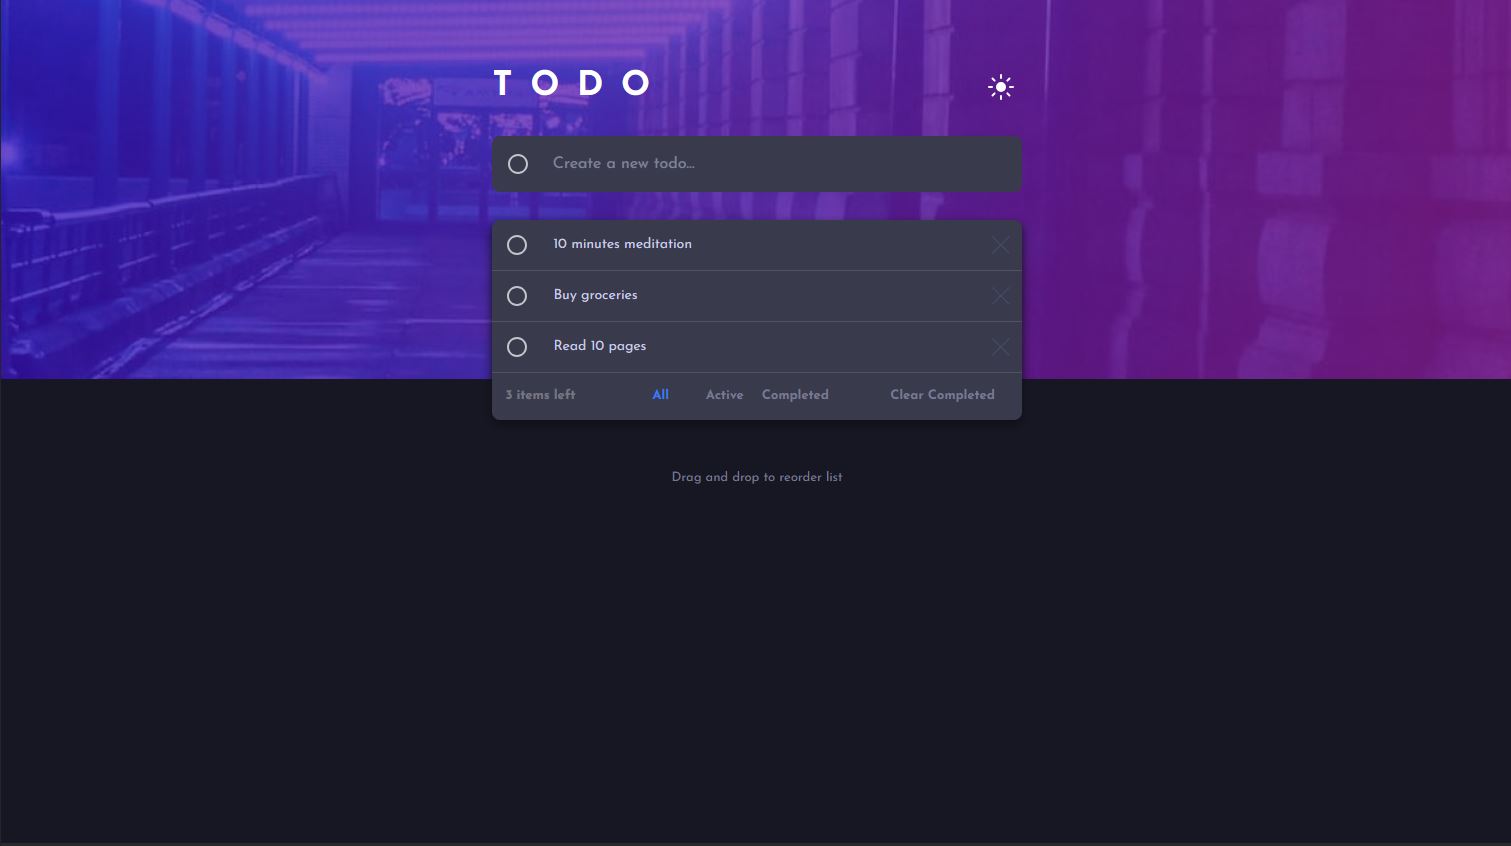 TODO
Create a new todo...
10 minutes meditation
Buy groceries
Read 10 pages
3 items left All Active Completed Clear Completed
Drag and drop to reorder list